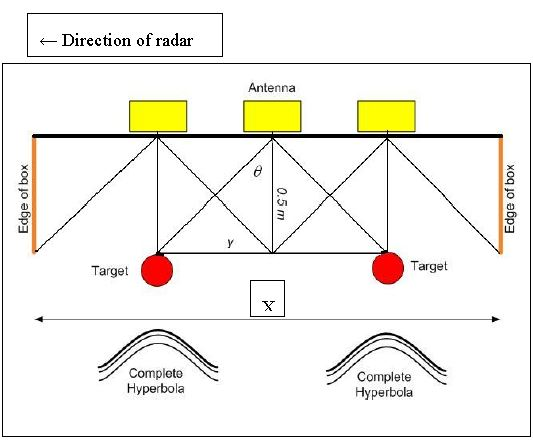 ← Direction of radar
Antenna
Edge of box
θ
0.5 m
Edge of box
y
Target
Target
X
Complete
Hyperbola
Complete
Hyperbola